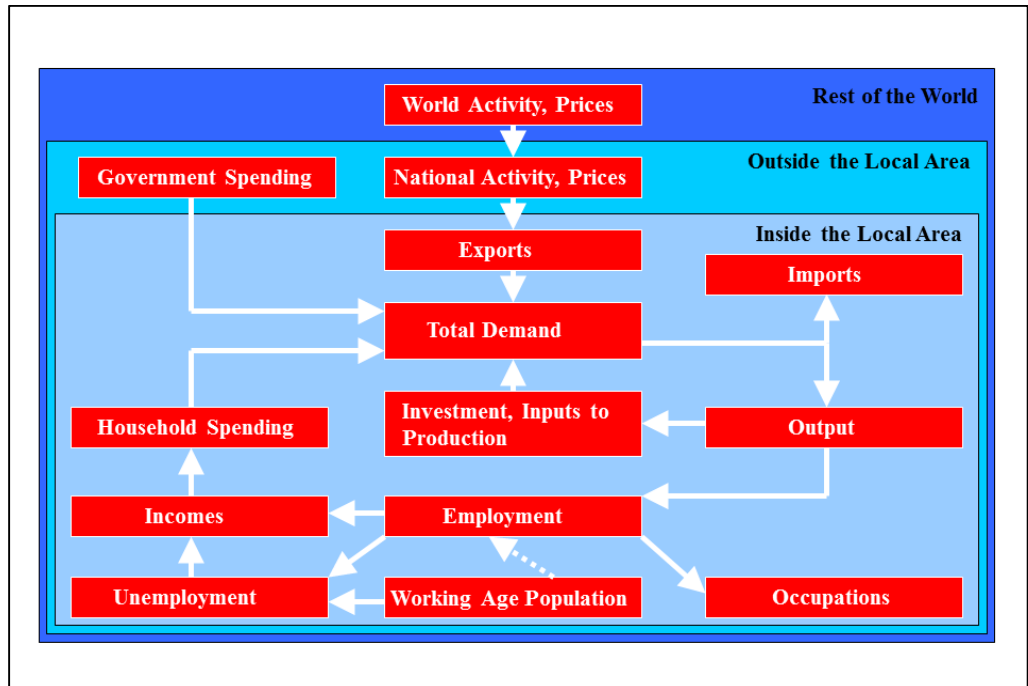 Rest of the World
World Activity, Prices
Outside the Local Area
Government Spending
National Activity, Prices
Inside the Local Area
Exports
Imports
Total Demand
Household Spending
Investment, Inputs to
Production
Output
Incomes
Employment
Unemployment
Working Age Population
Occupations